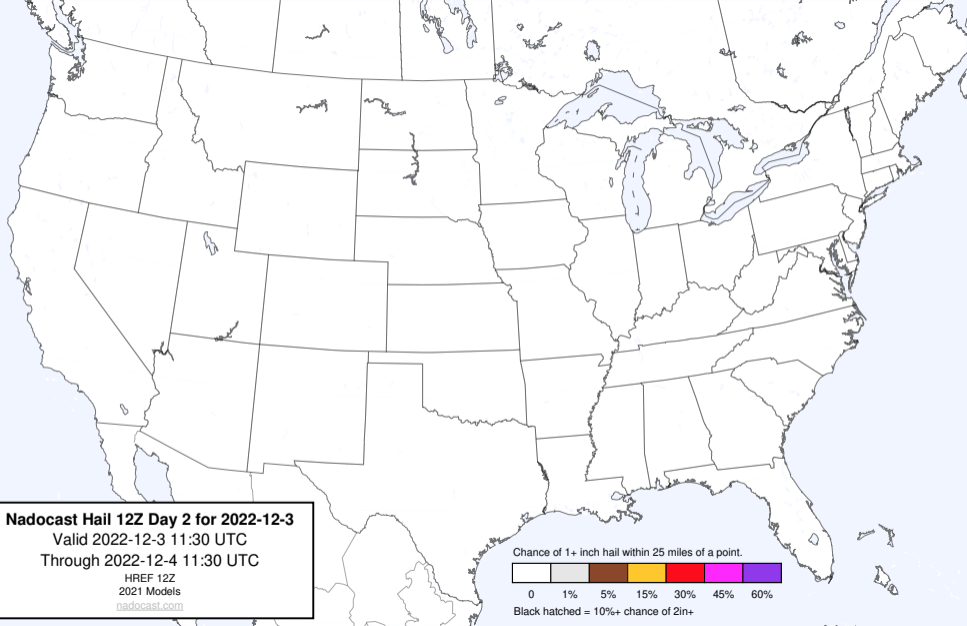 Nadocast Hail 12Z Day 2 for 2022-12-3
Valid 2022-12-3 11:30 UTC
Through 2022-12-4 11:30 UTC
HREF 12Z
2021 Models
nadocast.com
Chance of 1+ inch hail within 25 miles of a point.
0 1% 5% 15% 30% 45% 60%
Black hatched = 10%+ chance of 2in+